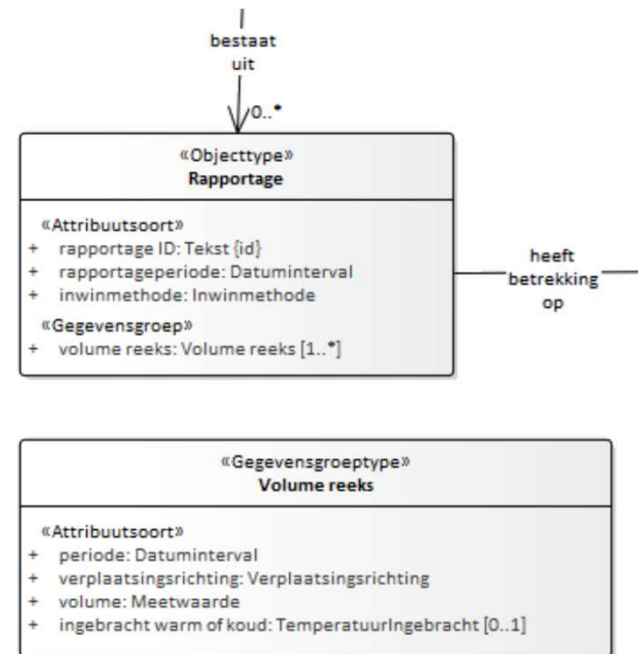 bestaat
uit
0..*
«Objecttype»
Rapportage
«Attribuutsoort»
+ rapportage ID: Tekst {id}
+ rapportageperiode: Datuminterval
+ inwinmethode: Inwinmethode
«Gegevensgroep»
+ volume reeks: Volume reeks [1..*]
heeft
betrekking
op
«Gegevensgroeptype»
Volume reeks
«Attribuutsoort»
+ periode: Datuminterval
+ verplaatsingsrichting: Verplaatsingsrichting
+ volume: Meetwaarde
+ ingebracht warm of koud: TemperatuurIngebracht [0..1]